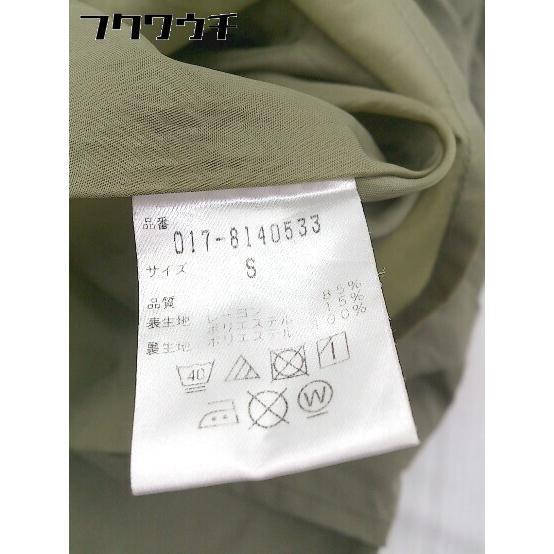 フクワウチ
品番
017-8140533
サイズ S
品質
表生地 レーヨン 85%
ポリエステル 15%
裏生地 ポリエステル 100%
40
W